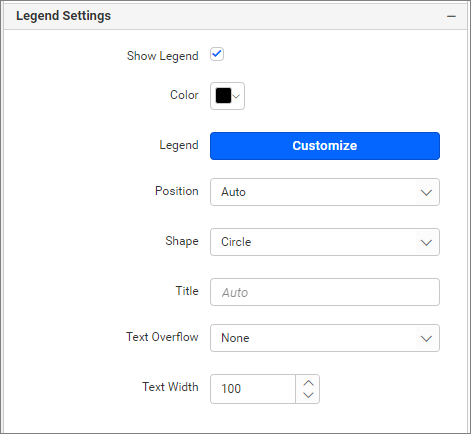 Legend Settings
Show Legend
Color
Legend Customize
Position Auto
Shape Circle
Title Auto
Text Overflow None
Text Width 100